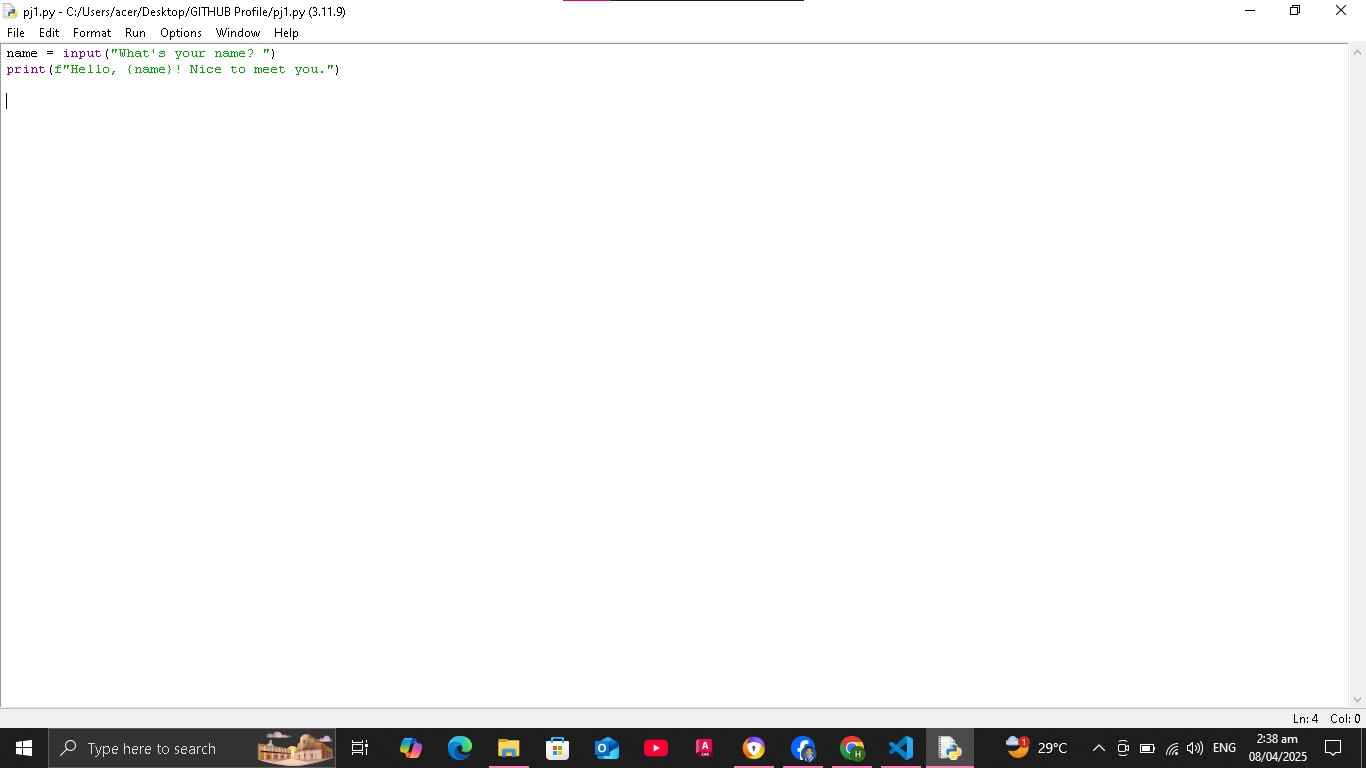 pj1.py - C:/Users/acer/Desktop/GITHUB Profile/pj1.py (3.11.9)
File Edit Format Run Options Window Help
name = input("What's your name? ")
print(f"Hello, {name}! Nice to meet you.")
Ln: 4 Col: 0
Type here to search
1
29°C
ENG
2:38 am
08/04/2025